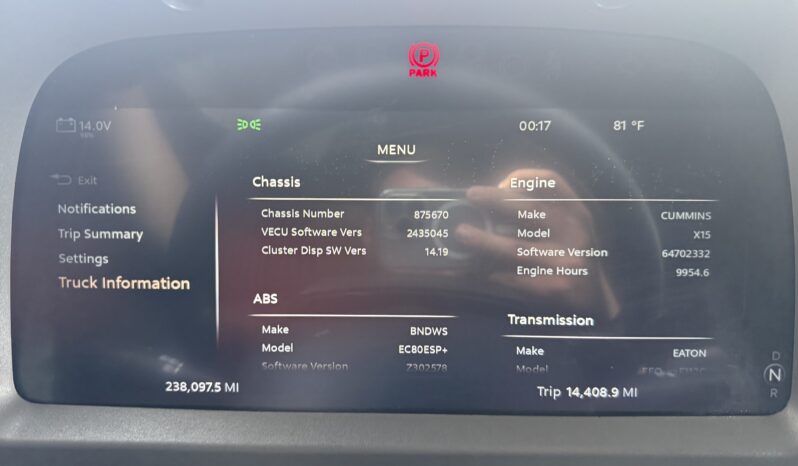 P
PARK
14.0V
00:17
81 °F
MENU
Exit
Notifications
Trip Summary
Settings
Truck Information
Chassis
Chassis Number 875670
VECU Software Vers 2435045
Cluster Disp SW Vers 14.19
ABS
Make BNDWS
Model EC80ESP+
Software Version Z302578
Engine
Make CUMMINS
Model X15
Software Version 64702332
Engine Hours 9954.6
Transmission
Make EATON
Model
D
N
R
238,097.5 MI
Trip 14,408.9 MI